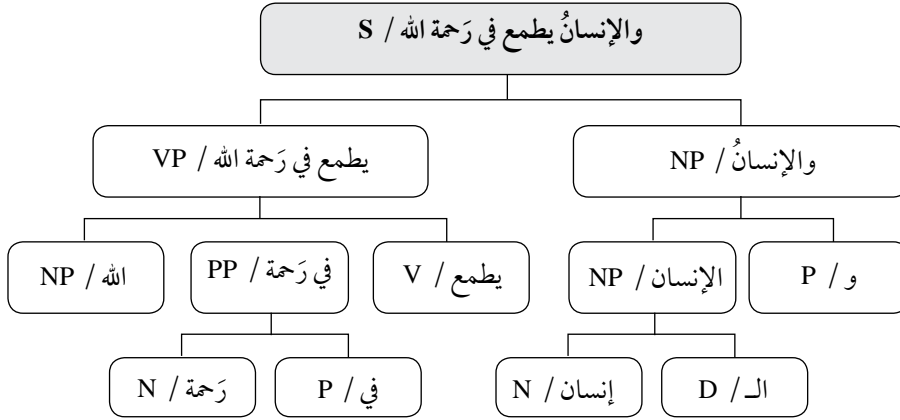 والإنسانُ يطمع في رَحمة الله / S
والإنسانُ / NP
يطمع في رَحمة الله / VP
و / P
الإنسان / NP
يطمع / V
في رَحمة / PP
الله / NP
الـ / D
إنسان / N
في / P
رَحمة / N